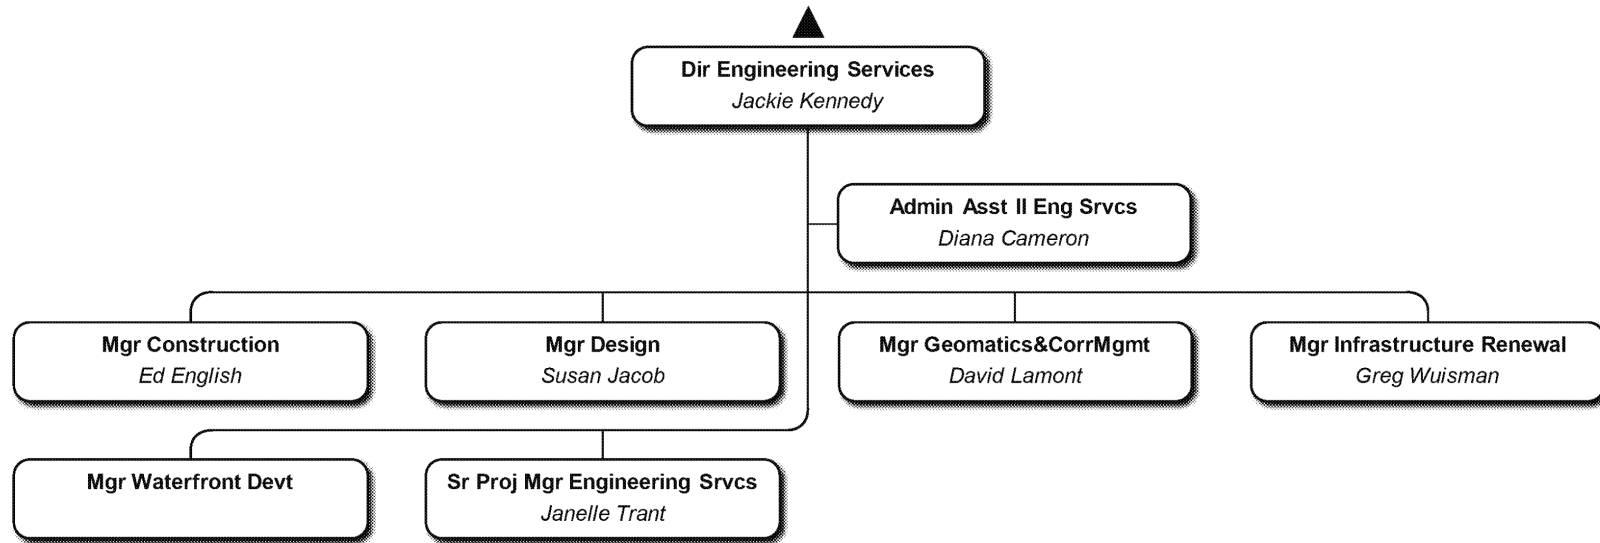 Dir Engineering Services
Jackie Kennedy
Admin Asst II Eng Srvcs
Diana Cameron
Mgr Construction
Ed English
Mgr Design
Susan Jacob
Mgr Geomatics&CorrMgmt
David Lamont
Mgr Infrastructure Renewal
Greg Wuisman
Mgr Waterfront Devt
Sr Proj Mgr Engineering Srvcs
Janelle Trant